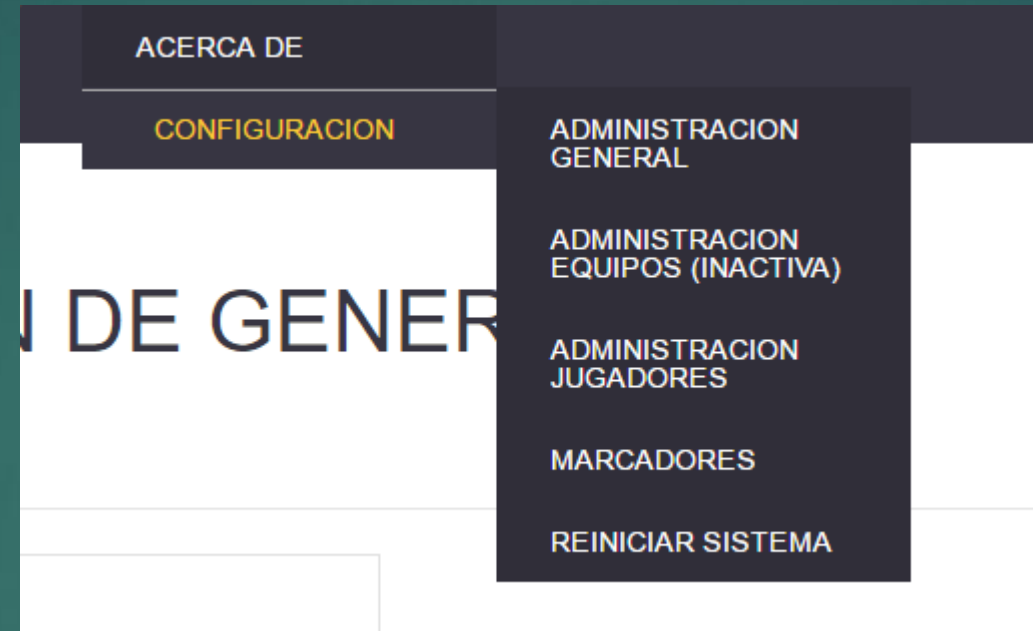 ACERCA DE
CONFIGURACION
ADMINISTRACION
GENERAL
ADMINISTRACION
EQUIPOS (INACTIVA)
ADMINISTRACION
JUGADORES
MARCADORES
REINICIAR SISTEMA
DE GENER